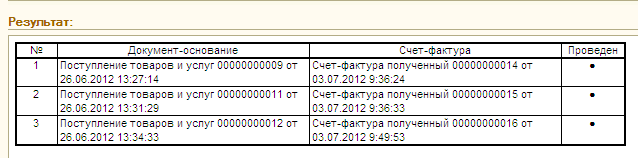 Результат:
№ Документ-основание Счет-фактура Проведен
1 Поступление товаров и услуг 00000000009 от Счет-фактура полученный 00000000014 от •
26.06.2012 13:27:14 03.07.2012 9:36:24
2 Поступление товаров и услуг 00000000011 от Счет-фактура полученный 00000000015 от •
26.06.2012 13:31:29 03.07.2012 9:36:33
3 Поступление товаров и услуг 00000000012 от Счет-фактура полученный 00000000016 от •
26.06.2012 13:34:33 03.07.2012 9:49:53